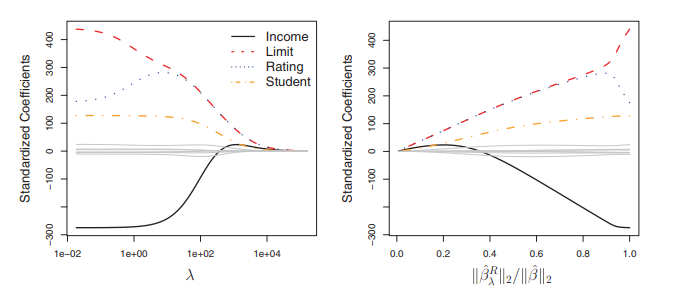 Standardized Coefficients
400
300
200
100
0
−100
−300
1e−02
1e+00
1e+02
1e+04
λ
Income
Limit
Rating
Student
Standardized Coefficients
400
300
200
100
0
−100
−300
0.0
0.2
0.4
0.6
0.8
1.0
‖β̂λᴿ‖₂/‖β̂‖₂